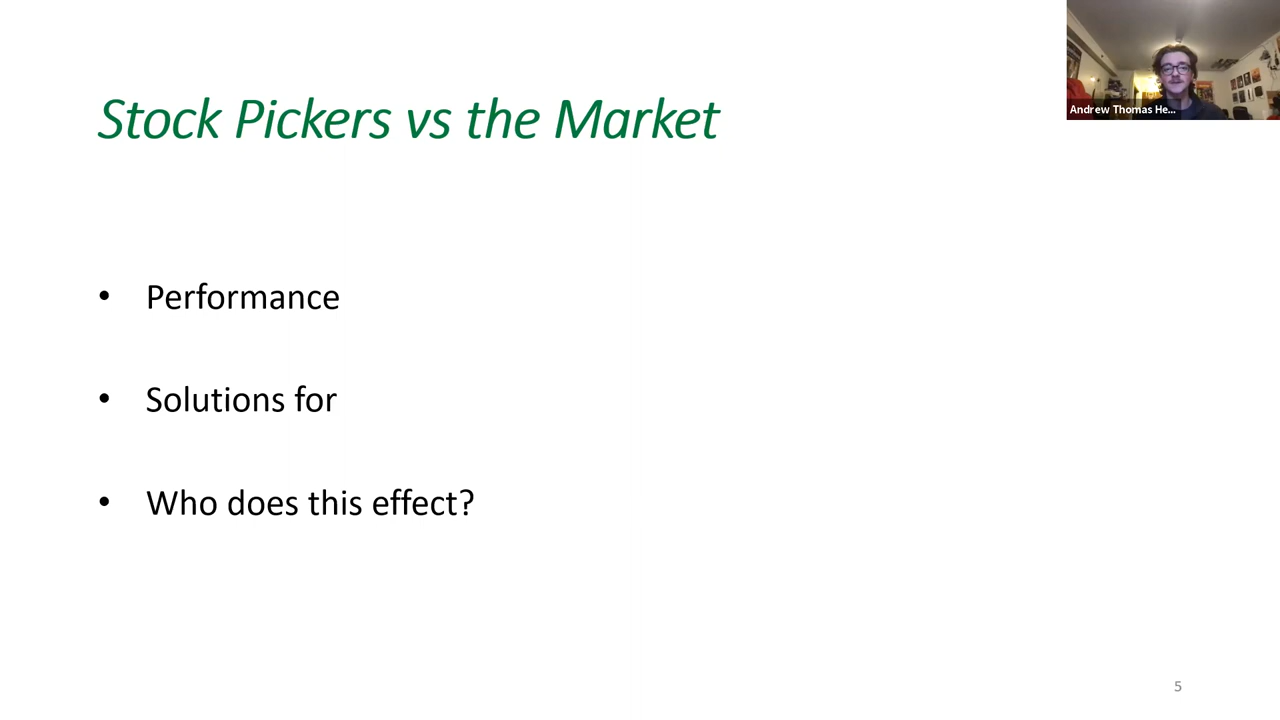 Stock Pickers vs the Market
Andrew Thomas He...
• Performance
• Solutions for
• Who does this effect?
5